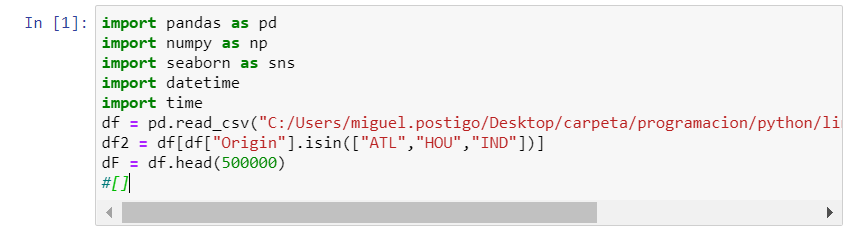 In [1]:
import pandas as pd
import numpy as np
import seaborn as sns
import datetime
import time
df = pd.read_csv("C:/Users/miguel.postigo/Desktop/carpeta/programacion/python/
df2 = df[df["Origin"].isin(["ATL","HOU","IND"])]
dF = df.head(500000)
#[]